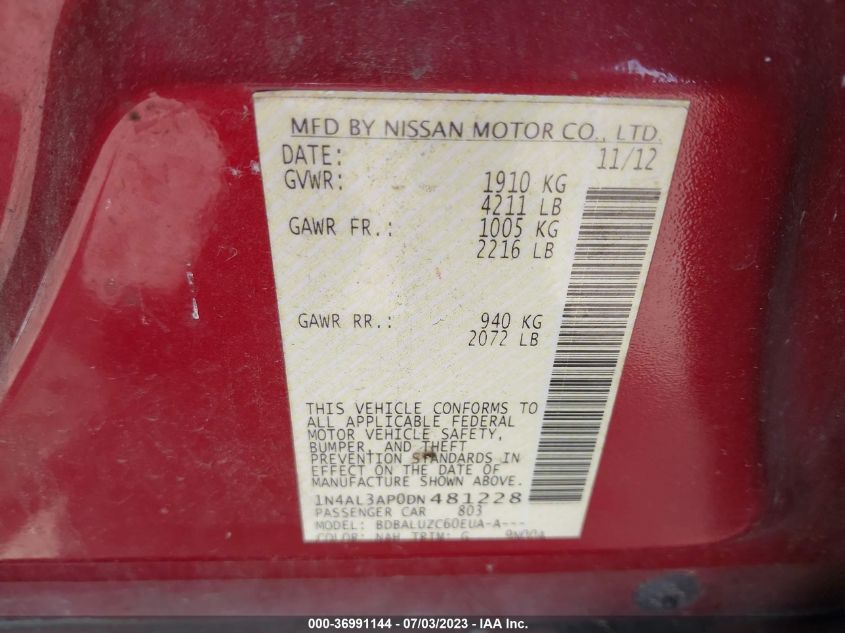 MFD BY NISSAN MOTOR CO., LTD.
DATE: 11/12
GVWR: 1910 KG
4211 LB
GAWR FR.: 1005 KG
2216 LB
GAWR RR.: 940 KG
2072 LB
THIS VEHICLE CONFORMS TO
ALL APPLICABLE FEDERAL
MOTOR VEHICLE SAFETY,
BUMPER, AND THEFT
PREVENTION STANDARDS IN
EFFECT ON THE DATE OF
MANUFACTURE SHOWN ABOVE.
1N4AL3AP0DN481228
PASSENGER CAR 803
MODEL: BDBALUZC60EUA-A---
COLOR: NAH TRIM: G
000-36991144 - 07/03/2023 - IAA Inc.